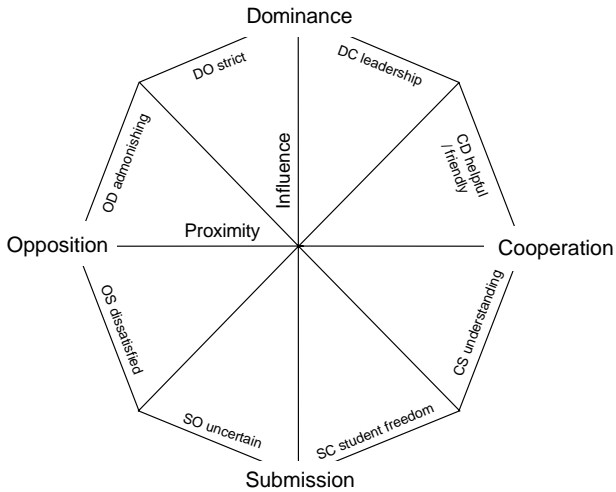 Dominance
DO strict
DC leadership
OD admonishing
CD helpful
/ friendly
Influence
Proximity
Opposition
Cooperation
OS dissatisfied
CS understanding
SO uncertain
SC student freedom
Submission